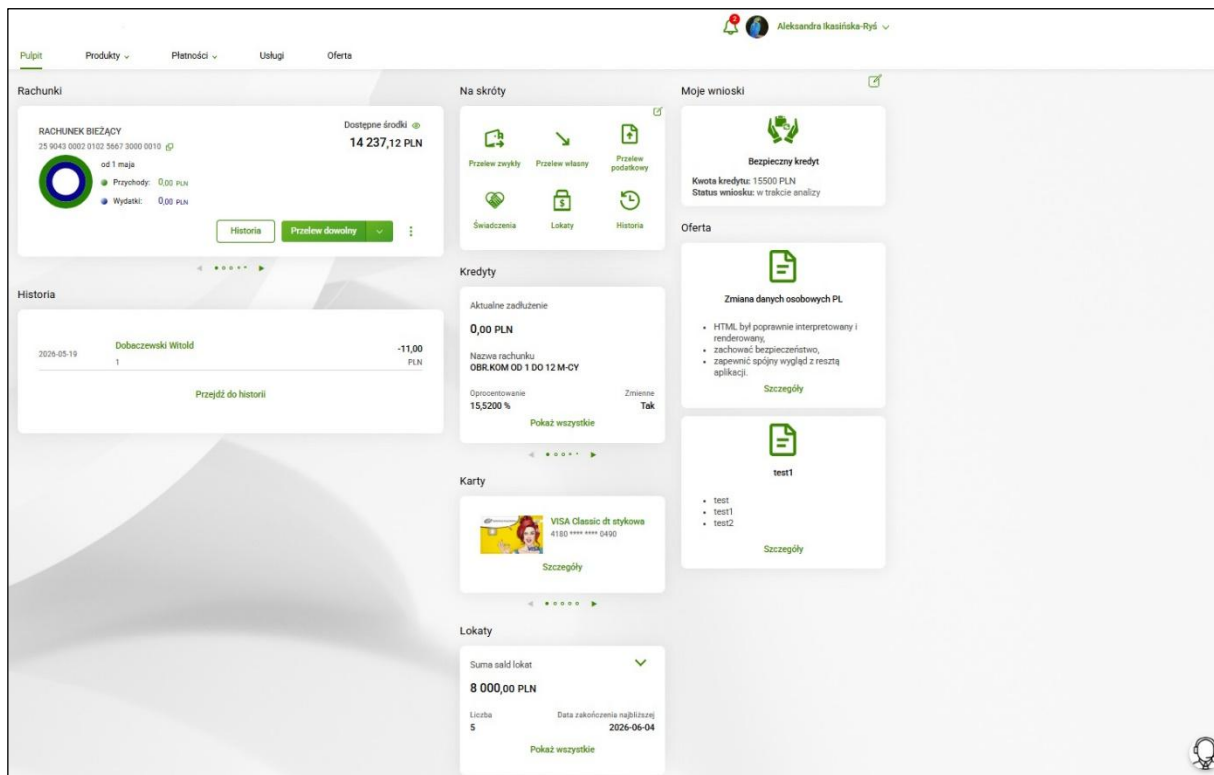 2
Aleksandra Ikasińska-Ryś
Pulpit
Produkty
Płatności
Usługi
Oferta
Rachunki
RACHUNEK BIEŻĄCY
25 9043 0002 0102 5667 3000 0010
Dostępne środki
14 237,12 PLN
od 1 maja
Przychody: 0,00 PLN
Wydatki: 0,00 PLN
Historia
Przelew dowolny
Historia
2026-05-19
Dobaczewski Witold
1
-11,00
PLN
Przejdź do historii
Na skróty
Przelew zwykły
Przelew własny
Przelew
podatkowy
Świadczenia
Lokaty
Historia
Kredyty
Aktualne zadłużenie
0,00 PLN
Nazwa rachunku
OBR.KOM OD 1 DO 12 M-CY
Oprocentowanie
Zmienne
15,5200 %
Tak
Pokaż wszystkie
Karty
VISA Classic dt stykowa
4180 **** **** 0490
Szczegóły
Lokaty
Suma sald lokat
8 000,00 PLN
Liczba
Data zakończenia najbliższej
5
2026-06-04
Pokaż wszystkie
Moje wnioski
Bezpieczny kredyt
Kwota kredytu: 15500 PLN
Status wniosku: w trakcie analizy
Oferta
Zmiana danych osobowych PL
HTML był poprawnie interpretowany i
renderowany,
zachować bezpieczeństwo,
zapewnić spójny wygląd z resztą
aplikacji.
Szczegóły
test1
test
test1
test2
Szczegóły